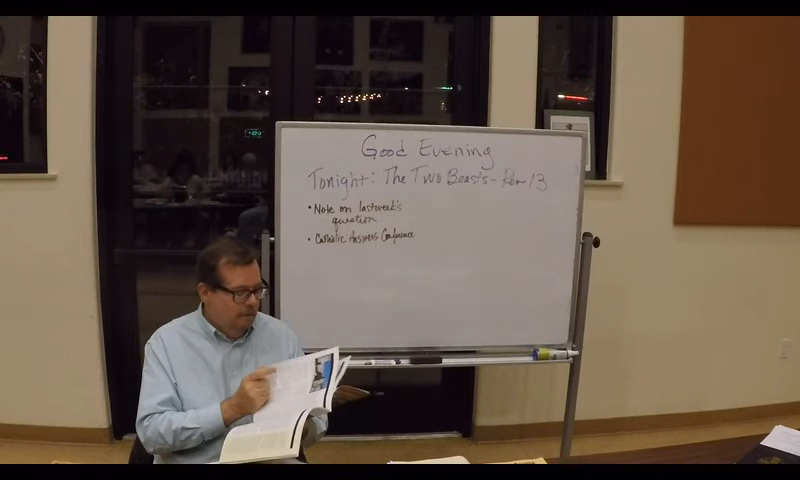 Good Evening
Tonight: The Two Beasts - Rev 13
• Note on last week's
question
• Catholic Answers Conference